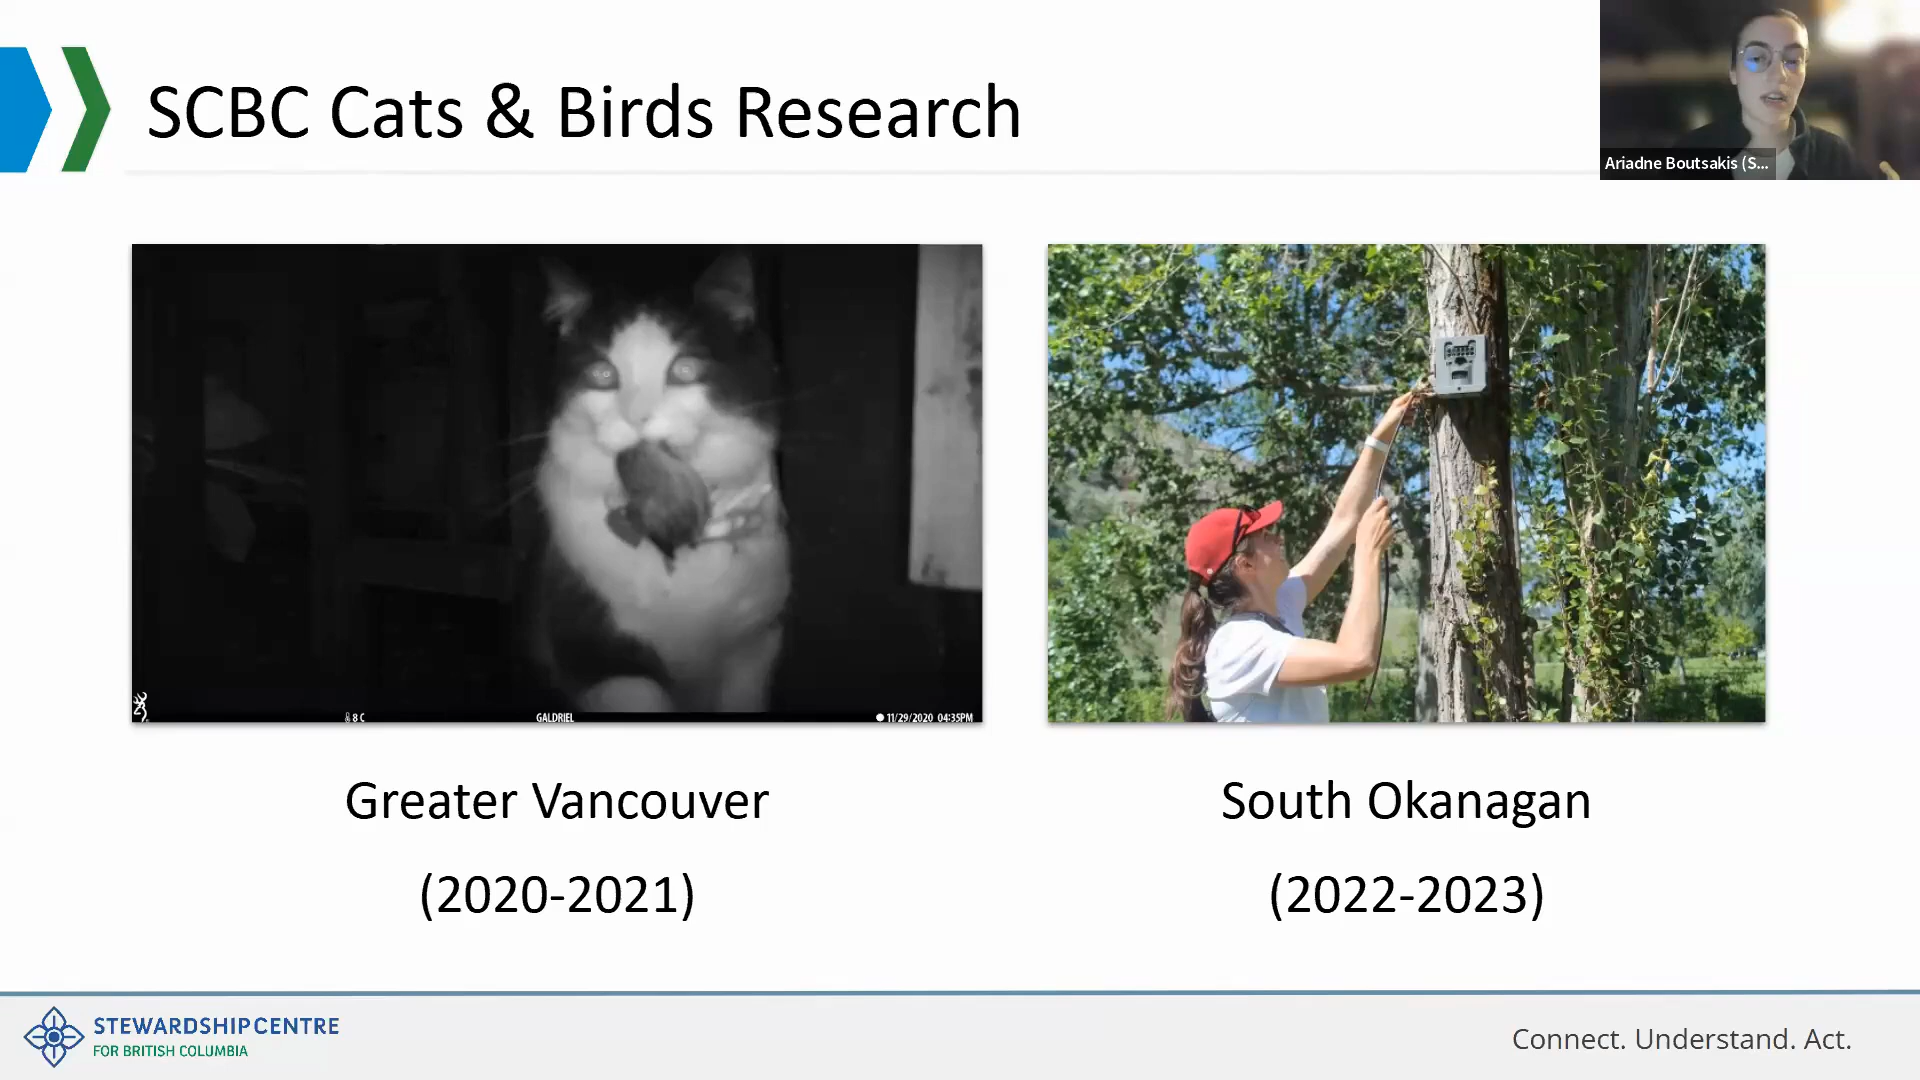 SCBC Cats & Birds Research
Ariadne Boutsakis (S...
8 C
GALDRIEL
11/29/2020 04:35PM
Greater Vancouver
(2020-2021)
South Okanagan
(2022-2023)
STEWARDSHIP CENTRE
FOR BRITISH COLUMBIA
Connect. Understand. Act.